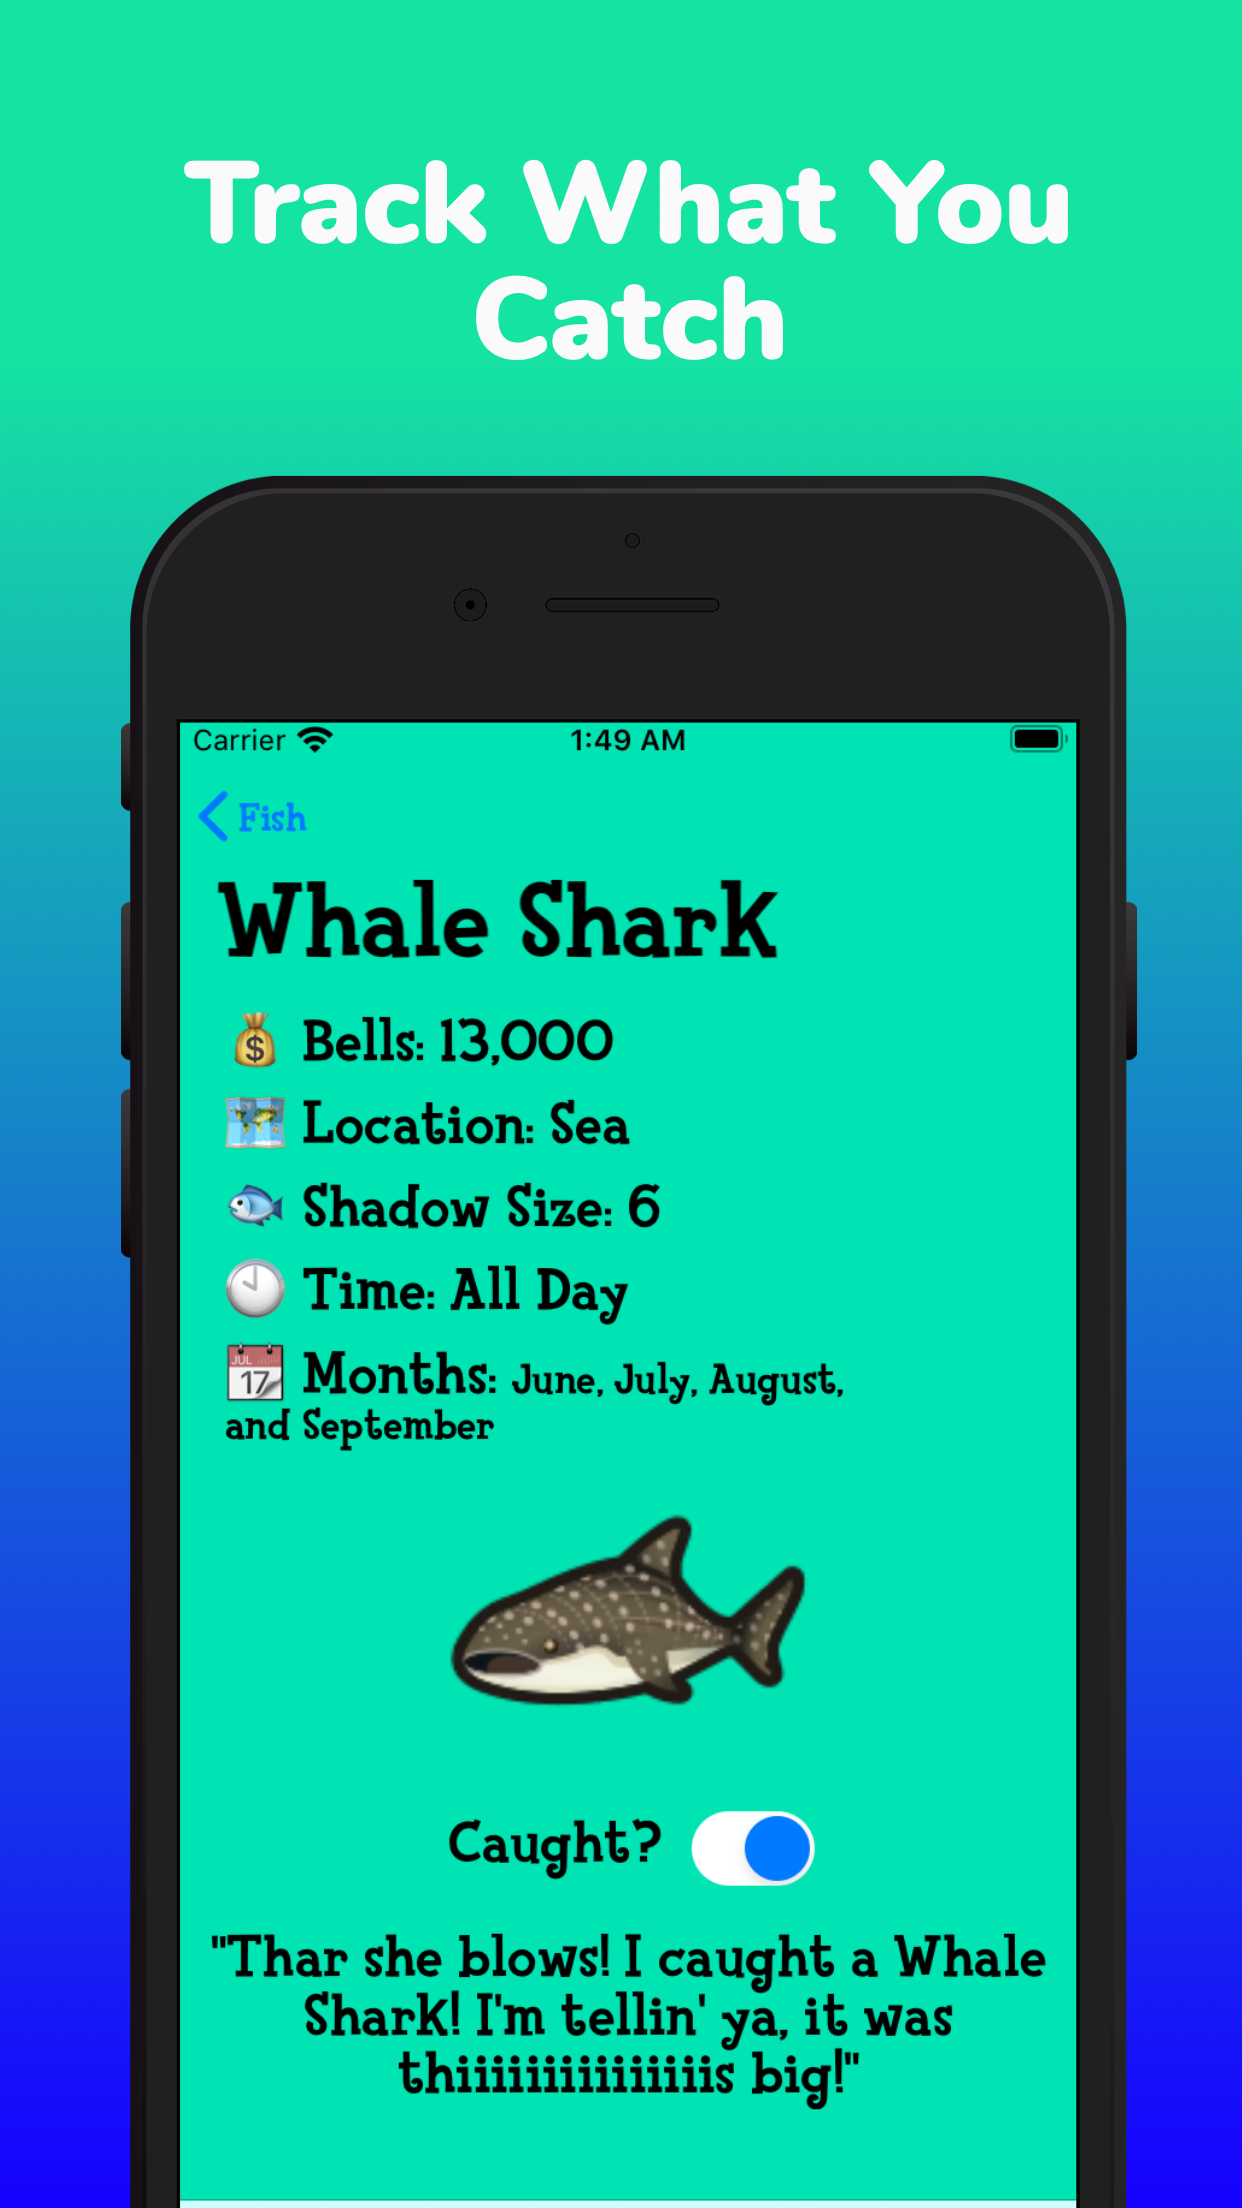 Track What You
Catch
Carrier
1:49 AM
Fish
Whale Shark
$ Bells: 13,000
Location: Sea
Shadow Size: 6
Time: All Day
JUL 17 Months: June, July, August,
and September
Caught?
"Thar she blows! I caught a Whale
Shark! I'm tellin' ya, it was
thiiiiiiiiiiiiiis big!"